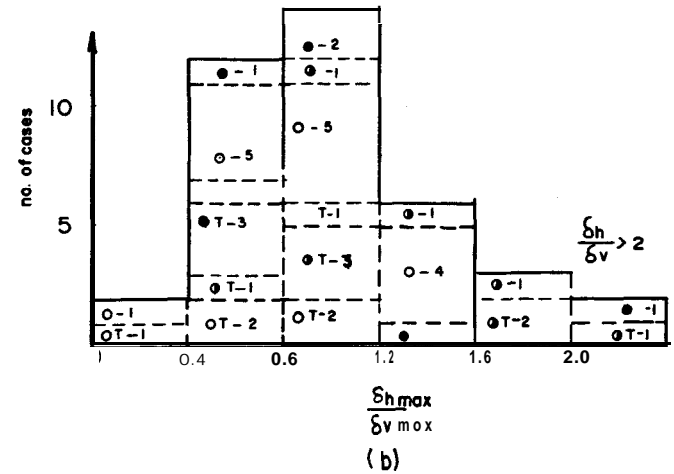 no. of cases
10
5
● - 2
● - 1
◑ - 1
⊙ - 5
○ - 5
● T - 3
T - 1
◑ - 1
◑ T - 1
◑ T - 3
○ - 4
◑ - 1
● - 1
○ - 1
○ T - 2
○ T - 2
◑ T - 2
○ T - 1
◑ T - 1
δh
δv > 2
) 0.4 0.6 1.2 1.6 2.0
δh max
δv mox
(b)